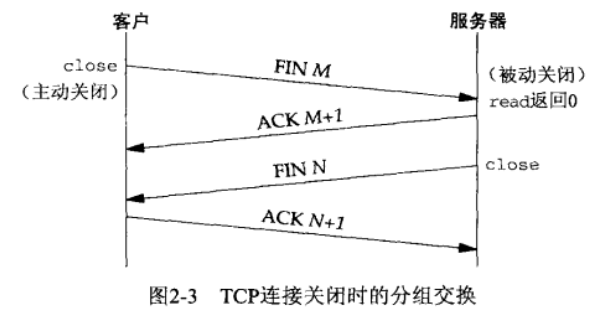 客户
服务器
close
（主动关闭）
FIN M
（被动关闭）
read返回0
ACK M+1
FIN N
close
ACK N+1
图2-3 TCP连接关闭时的分组交换